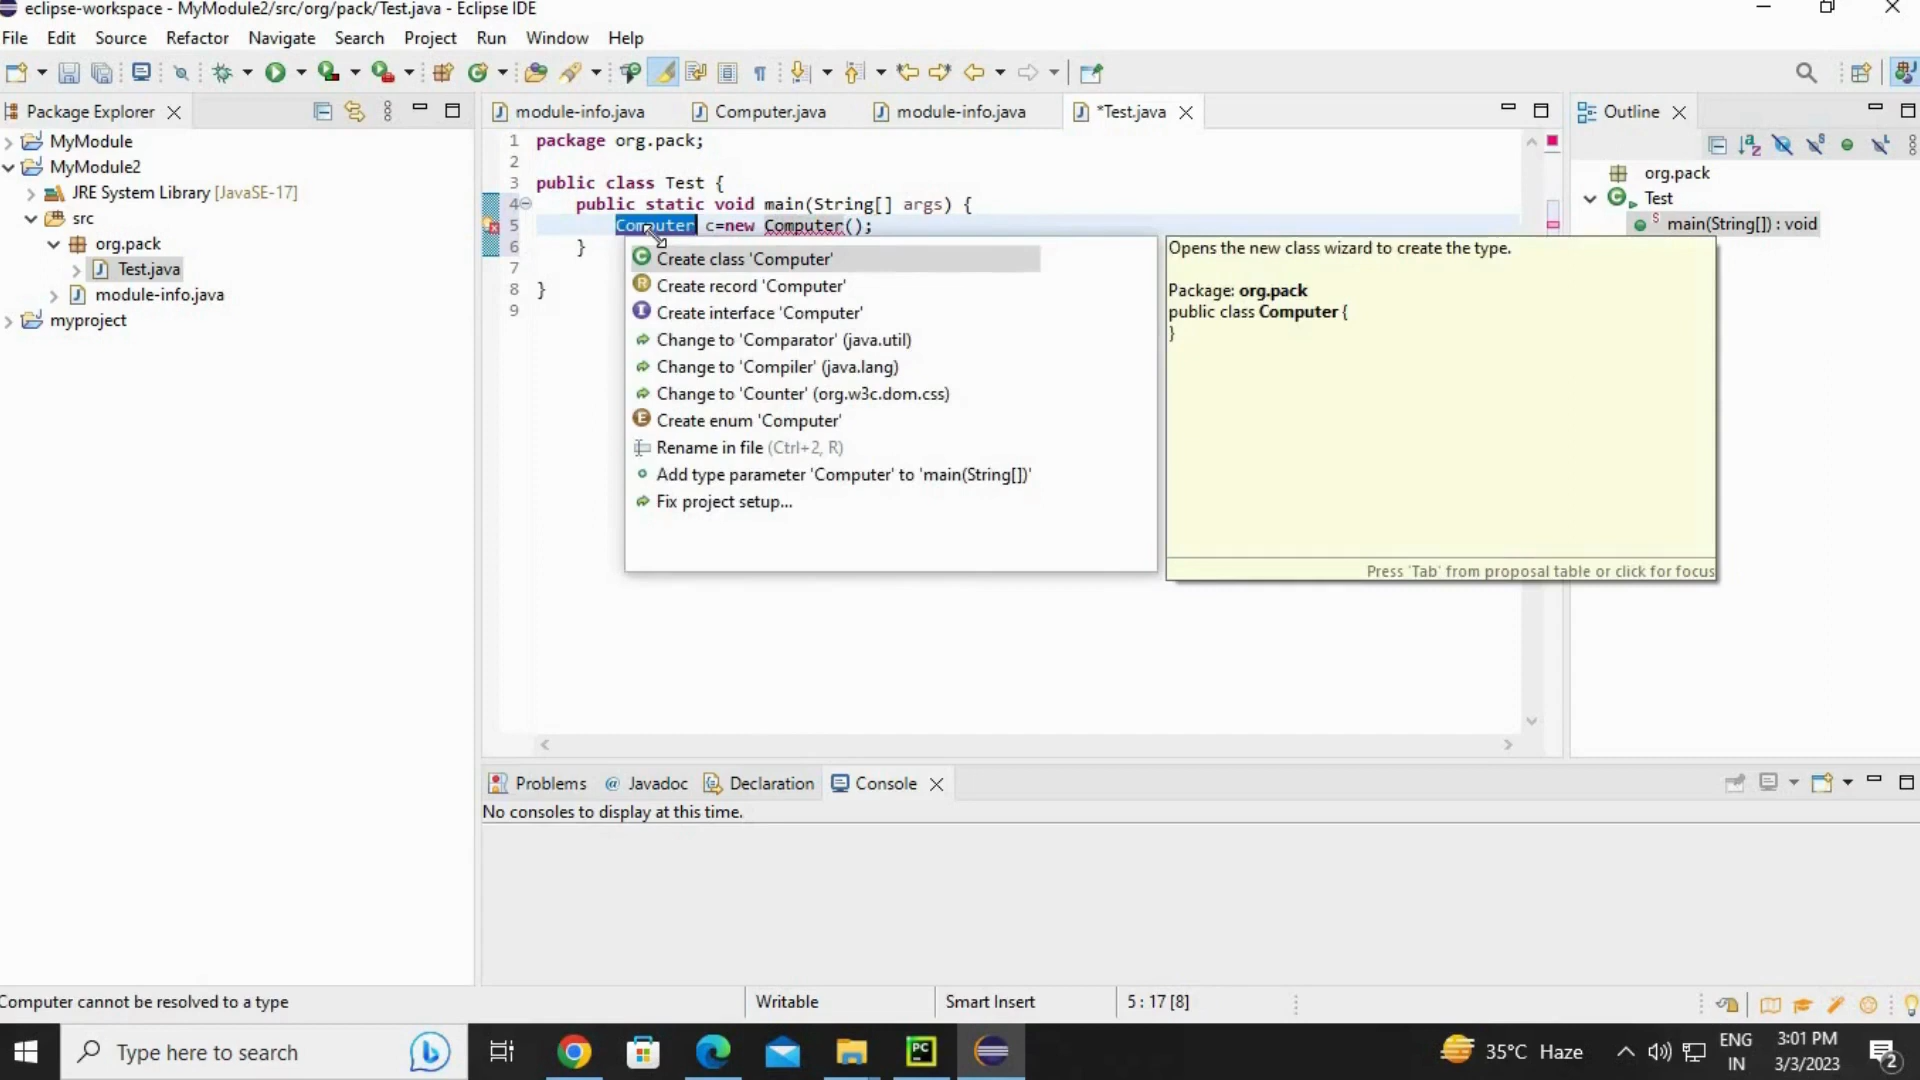 eclipse-workspace - MyModule2/src/org/pack/Test.java - Eclipse IDE
File Edit Source Refactor Navigate Search Project Run Window Help
Package Explorer
MyModule
MyModule2
JRE System Library [JavaSE-17]
src
org.pack
Test.java
module-info.java
myproject
module-info.java Computer.java module-info.java *Test.java
1 package org.pack;
2
3 public class Test {
4 public static void main(String[] args) {
5 Computer c=new Computer();
6 }
7
8 }
9
Create class 'Computer'
Create record 'Computer'
Create interface 'Computer'
Change to 'Comparator' (java.util)
Change to 'Compiler' (java.lang)
Change to 'Counter' (org.w3c.dom.css)
Create enum 'Computer'
Rename in file (Ctrl+2, R)
Add type parameter 'Computer' to 'main(String[])'
Fix project setup...
Opens the new class wizard to create the type.
Package: org.pack
public class Computer {
}
Press 'Tab' from proposal table or click for focus
Outline
org.pack
Test
main(String[]) : void
Problems Javadoc Declaration Console
No consoles to display at this time.
Computer cannot be resolved to a type
Writable
Smart Insert
5 : 17 [8]
Type here to search
35°C Haze
ENG
IN
3:01 PM
3/3/2023
2